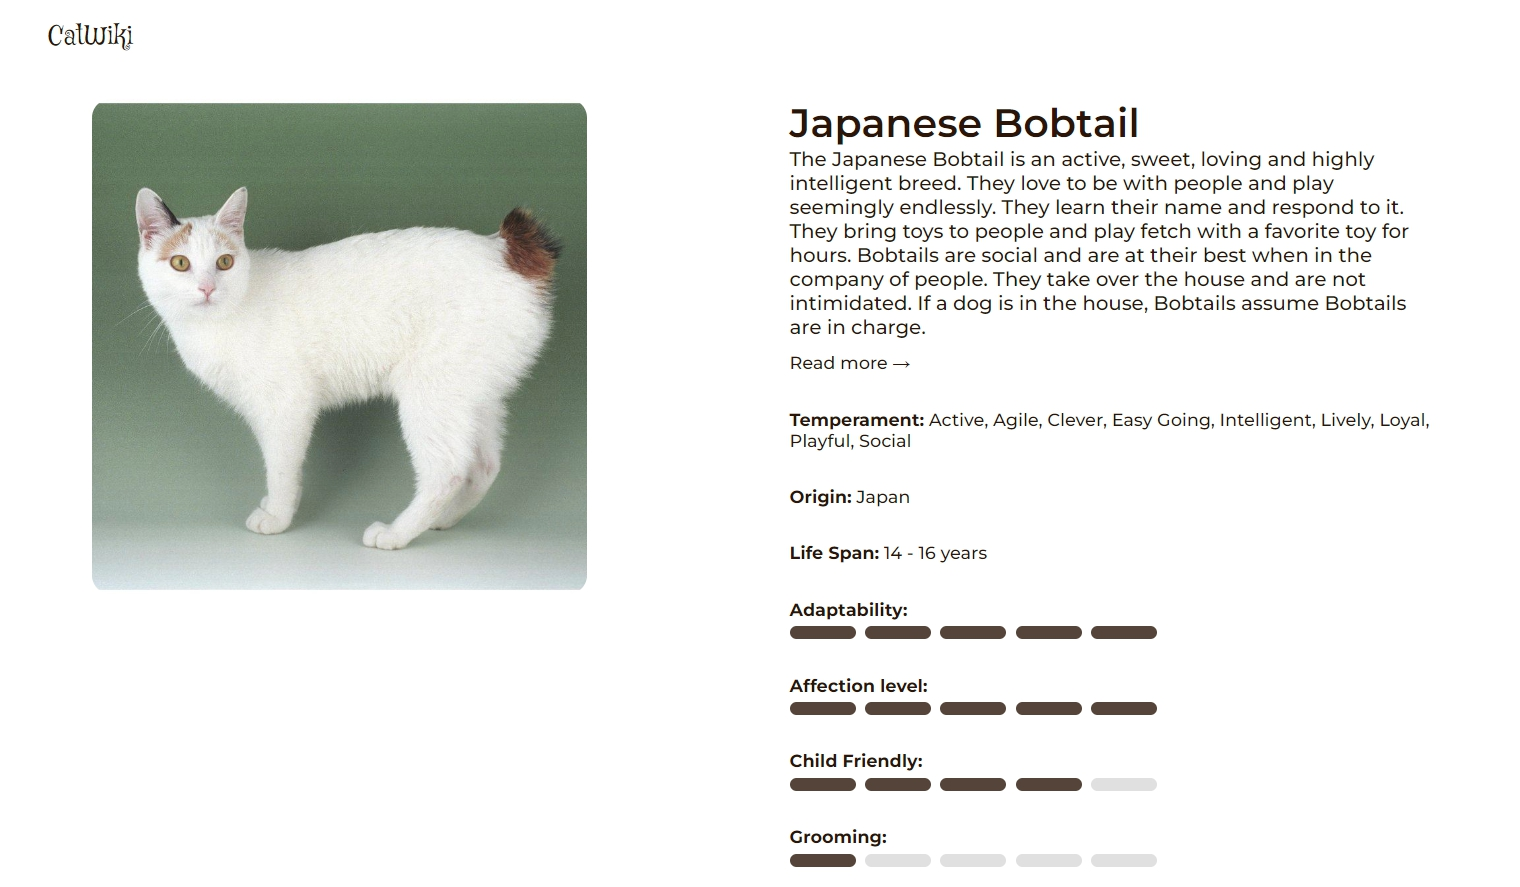 CatWiki
Japanese Bobtail
The Japanese Bobtail is an active, sweet, loving and highly
intelligent breed. They love to be with people and play
seemingly endlessly. They learn their name and respond to it.
They bring toys to people and play fetch with a favorite toy for
hours. Bobtails are social and are at their best when in the
company of people. They take over the house and are not
intimidated. If a dog is in the house, Bobtails assume Bobtails
are in charge.
Read more →
Temperament: Active, Agile, Clever, Easy Going, Intelligent, Lively, Loyal,
Playful, Social
Origin: Japan
Life Span: 14 - 16 years
Adaptability:
Affection level:
Child Friendly:
Grooming: